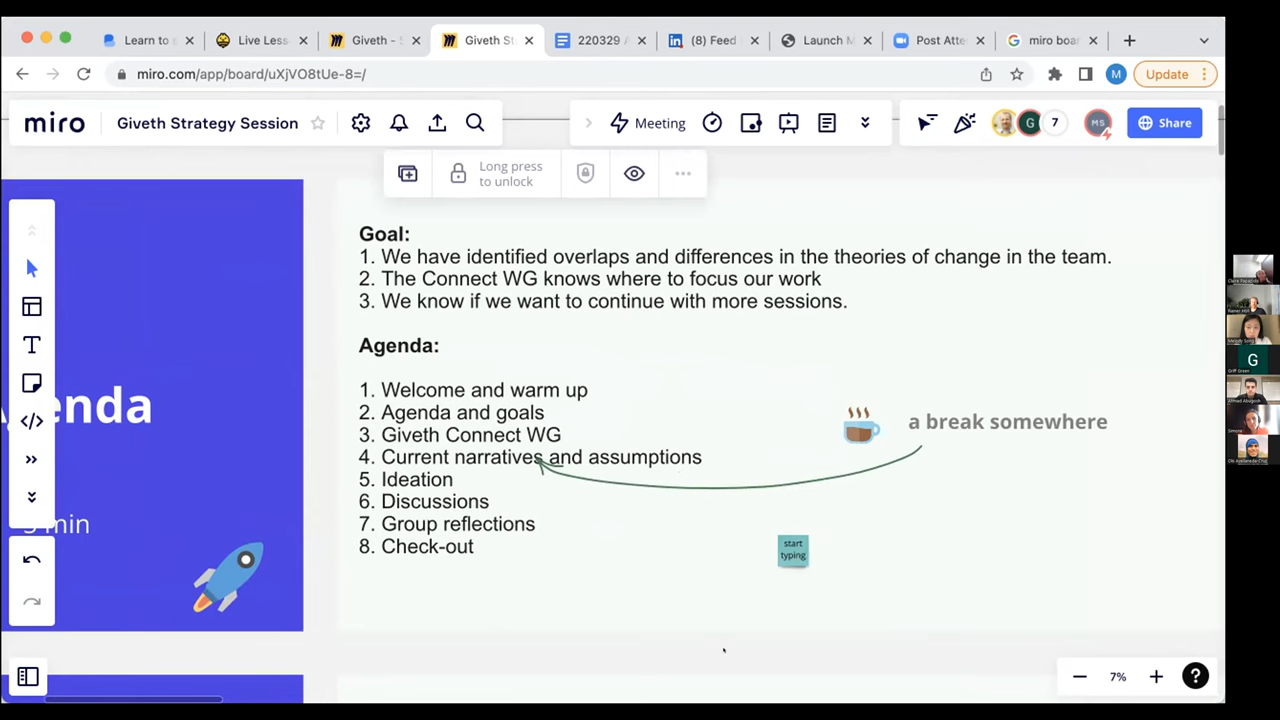 Learn to
Live Less
Giveth - S
Giveth St
220329 A
(8) Feed
Launch M
Post Atte
miro boa
miro.com/app/board/uXjVO8tUe-8=/
M
Update
miro
Giveth Strategy Session
Meeting
G
7
MS
Share
Long press
to unlock
Goal:
1. We have identified overlaps and differences in the theories of change in the team.
2. The Connect WG knows where to focus our work
3. We know if we want to continue with more sessions.
Agenda:
1. Welcome and warm up
2. Agenda and goals
3. Giveth Connect WG
4. Current narratives and assumptions
5. Ideation
6. Discussions
7. Group reflections
8. Check-out
a break somewhere
start
typing
enda
min
G
Griff Green
Simone
7%